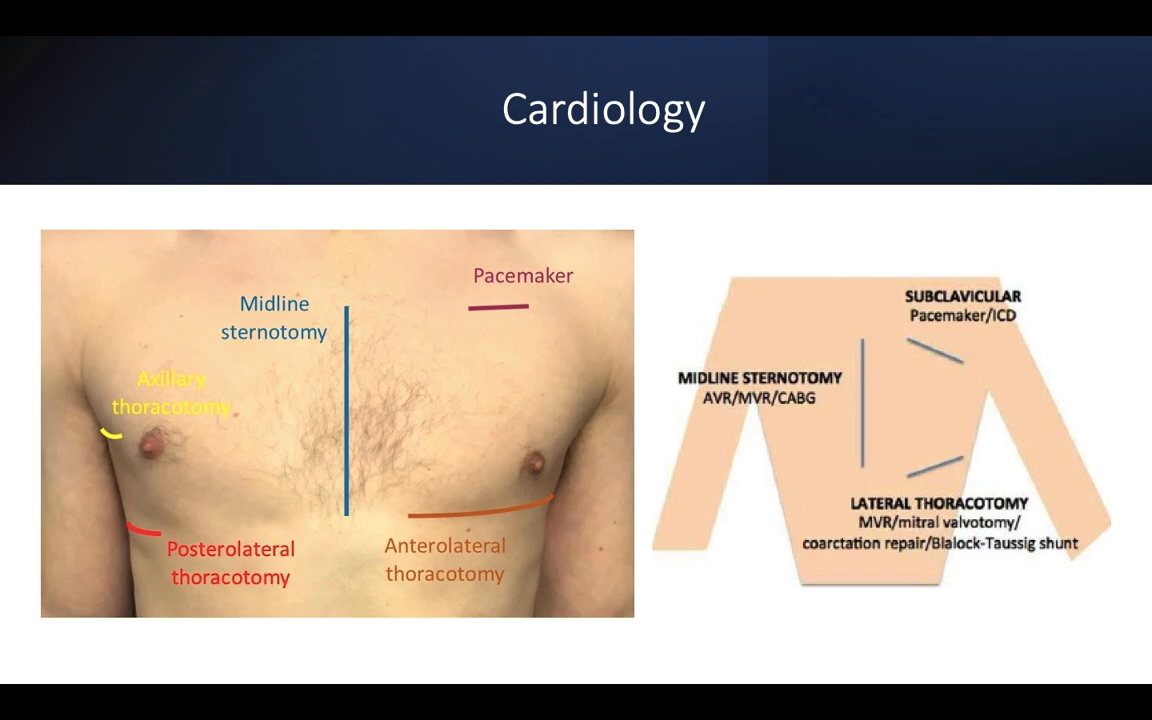 Cardiology
Pacemaker
Midline
sternotomy
Axillary
thoracotomy
Posterolateral
thoracotomy
Anterolateral
thoracotomy
SUBCLAVICULAR
Pacemaker/ICD
MIDLINE STERNOTOMY
AVR/MVR/CABG
LATERAL THORACOTOMY
MVR/mitral valvotomy/
coarctation repair/Blalock-Taussig shunt